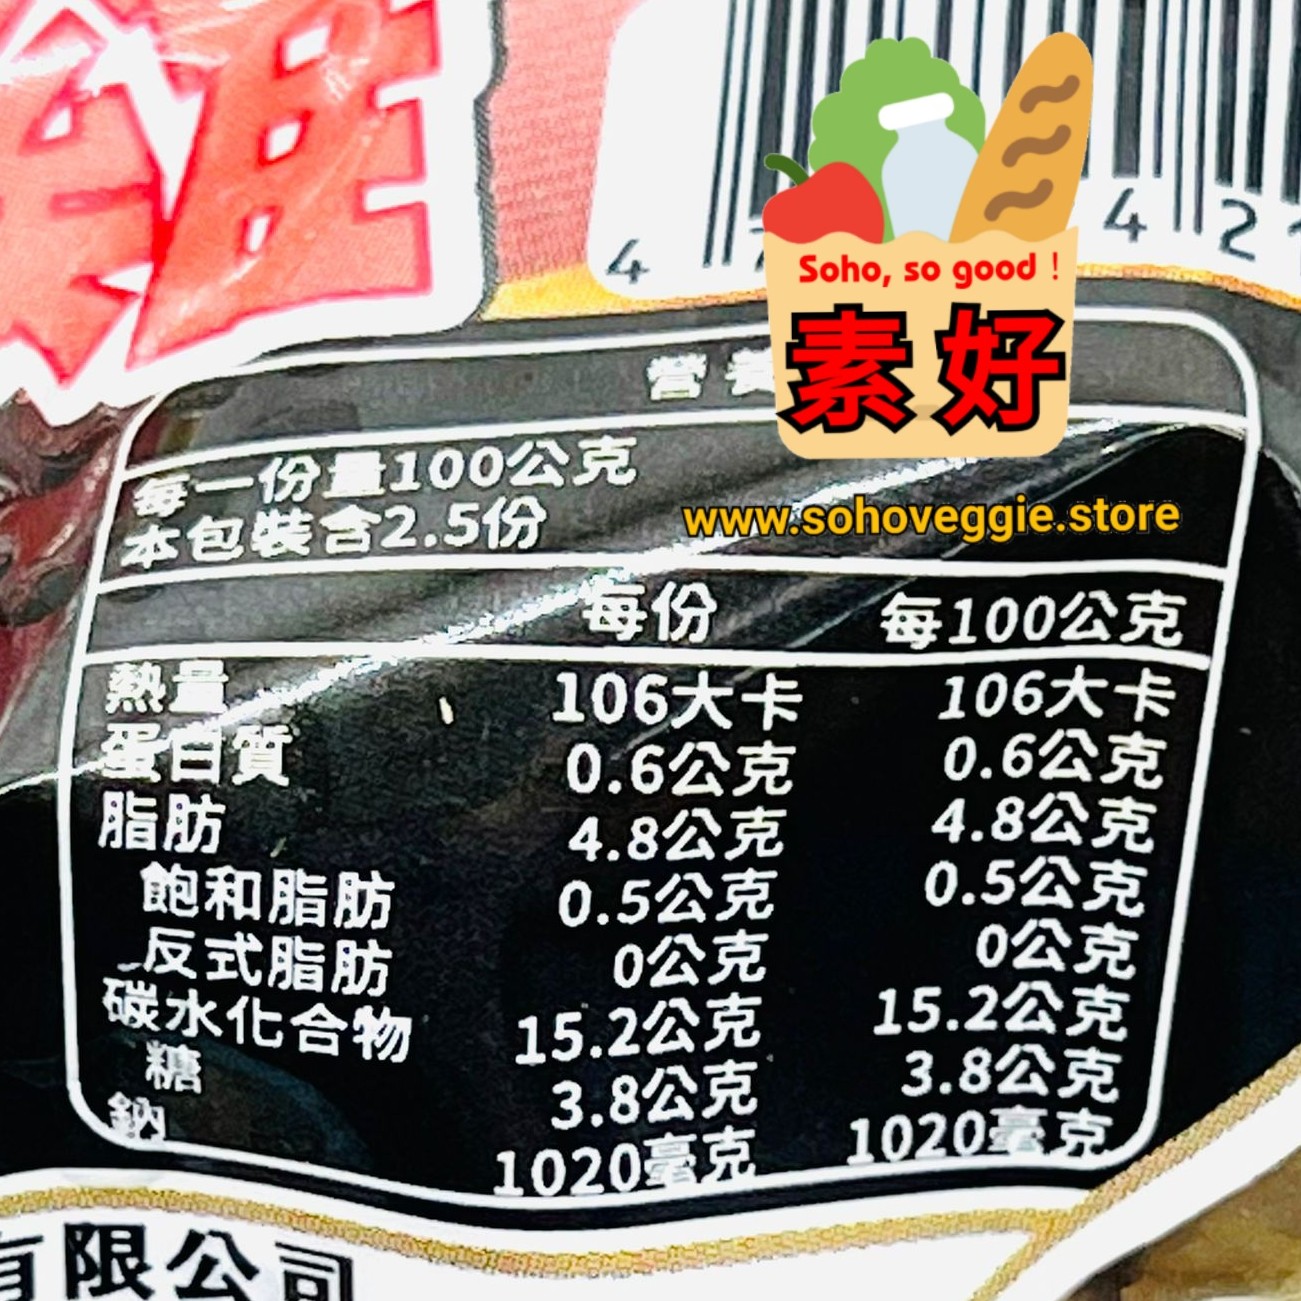 Soho, so good !
素好
營養
每一份量100公克
本包裝含2.5份
www.sohoveggie.store
每份 每100公克
熱量 106大卡 106大卡
蛋白質 0.6公克 0.6公克
脂肪 4.8公克 4.8公克
飽和脂肪 0.5公克 0.5公克
反式脂肪 0公克 0公克
碳水化合物 15.2公克 15.2公克
糖 3.8公克 3.8公克
鈉 1020毫克 1020毫克
有限公司